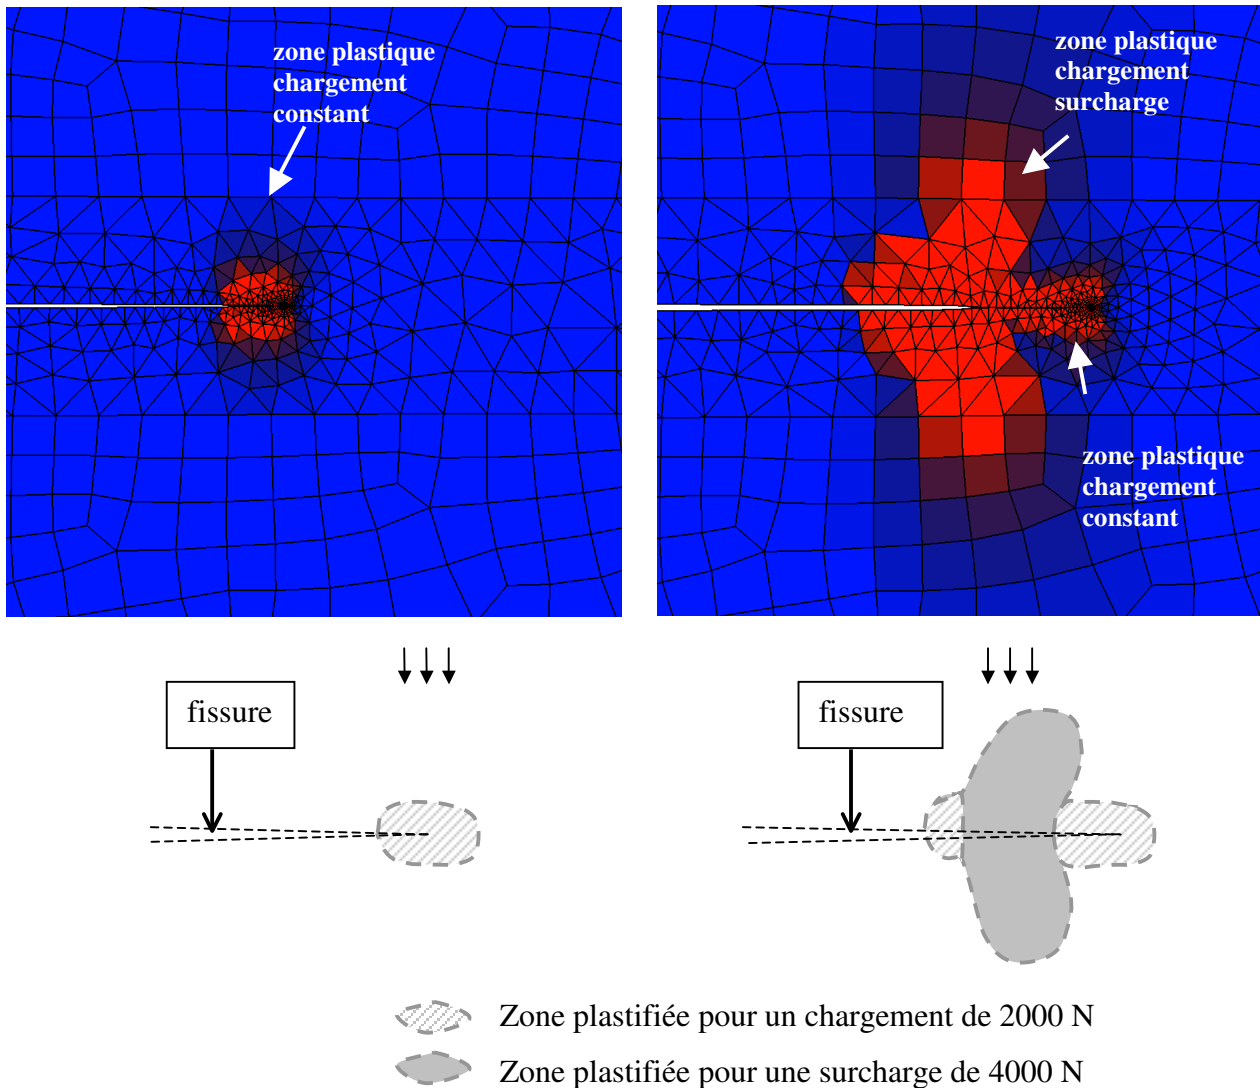 zone plastique
chargement
constant
zone plastique
chargement
surcharge
zone plastique
chargement
constant
fissure
fissure
Zone plastifiée pour un chargement de 2000 N
Zone plastifiée pour une surcharge de 4000 N